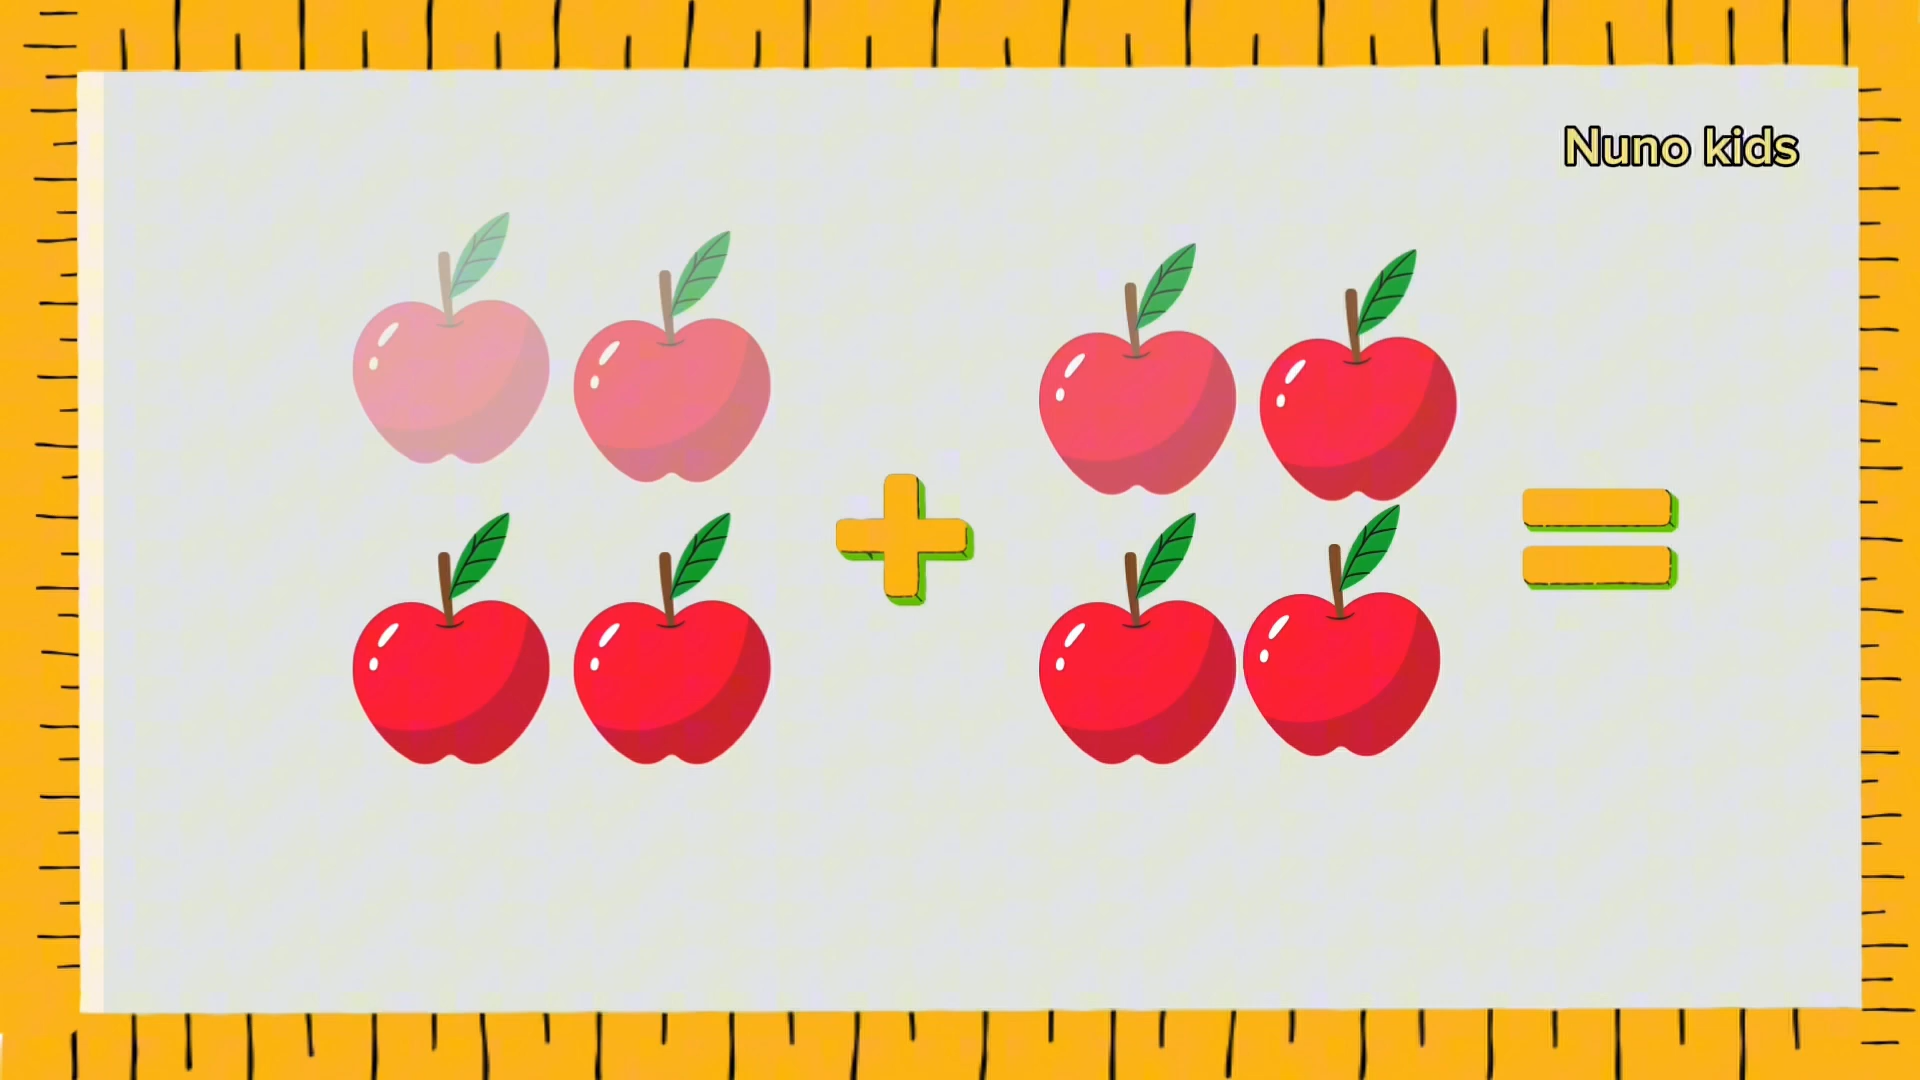 Nuno kids
+ =